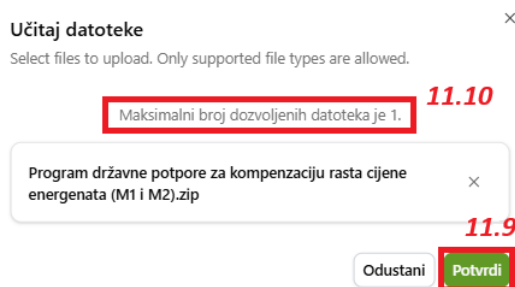 ×
Učitaj datoteke
Select files to upload. Only supported file types are allowed.
11.10
Maksimalni broj dozvoljenih datoteka je 1.
Program državne potpore za kompenzaciju rasta cijene
energenata (M1 i M2).zip
×
11.9
Odustani Potvrdi